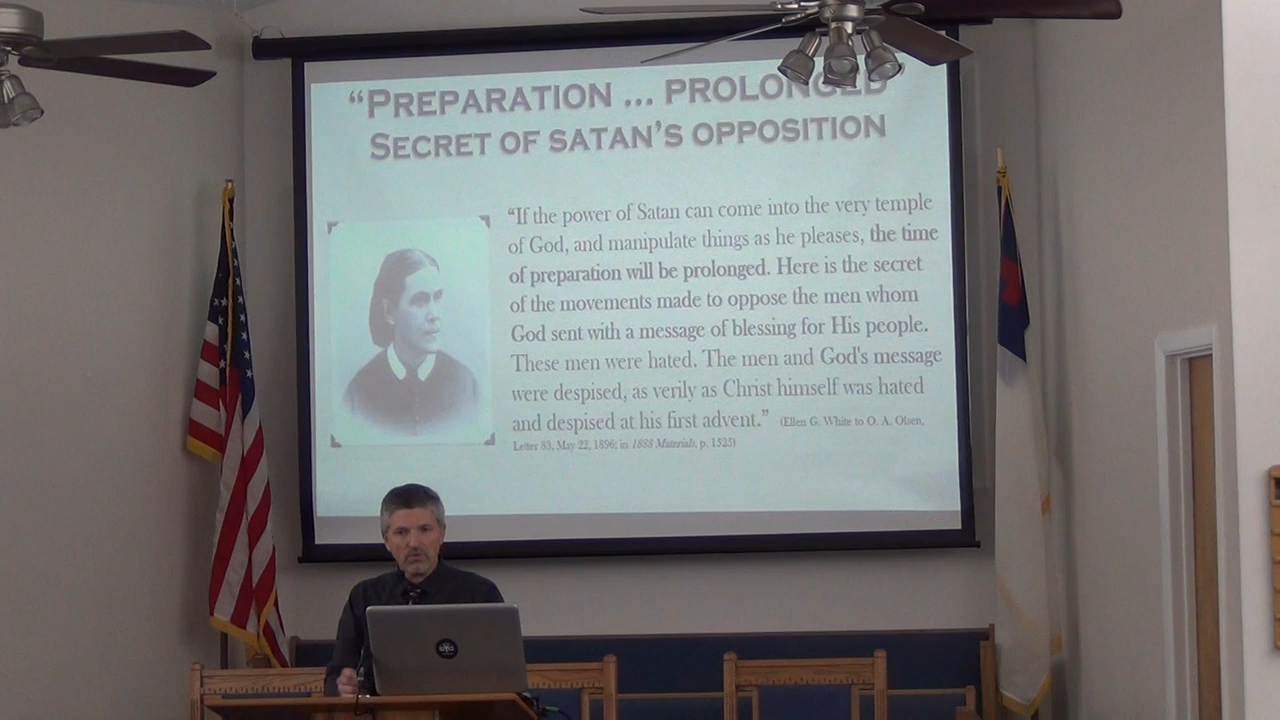 “PREPARATION ... PROLONGED
SECRET OF SATAN’S OPPOSITION
“If the power of Satan can come into the very temple
of God, and manipulate things as he pleases, the time
of preparation will be prolonged. Here is the secret
of the movements made to oppose the men whom
God sent with a message of blessing for His people.
These men were hated. The men and God's message
were despised, as verily as Christ himself was hated
and despised at his first advent.” (Ellen G. White to O. A. Olsen,
Letter 83, May 22, 1896; in 1888 Materials, p. 1525)